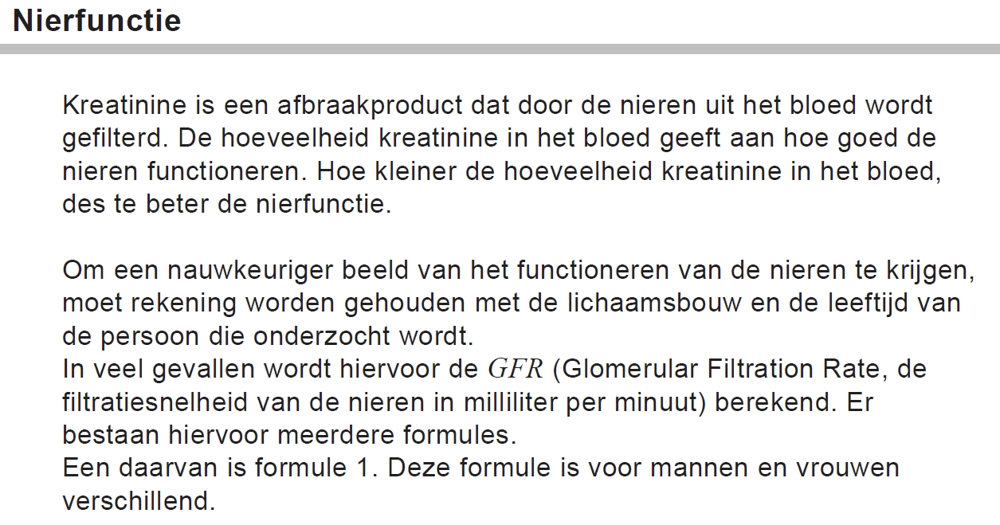 Nierfunctie
Kreatinine is een afbraakproduct dat door de nieren uit het bloed wordt
gefilterd. De hoeveelheid kreatinine in het bloed geeft aan hoe goed de
nieren functioneren. Hoe kleiner de hoeveelheid kreatinine in het bloed,
des te beter de nierfunctie.
Om een nauwkeuriger beeld van het functioneren van de nieren te krijgen,
moet rekening worden gehouden met de lichaamsbouw en de leeftijd van
de persoon die onderzocht wordt.
In veel gevallen wordt hiervoor de GFR (Glomerular Filtration Rate, de
filtratiesnelheid van de nieren in milliliter per minuut) berekend. Er
bestaan hiervoor meerdere formules.
Een daarvan is formule 1. Deze formule is voor mannen en vrouwen
verschillend.